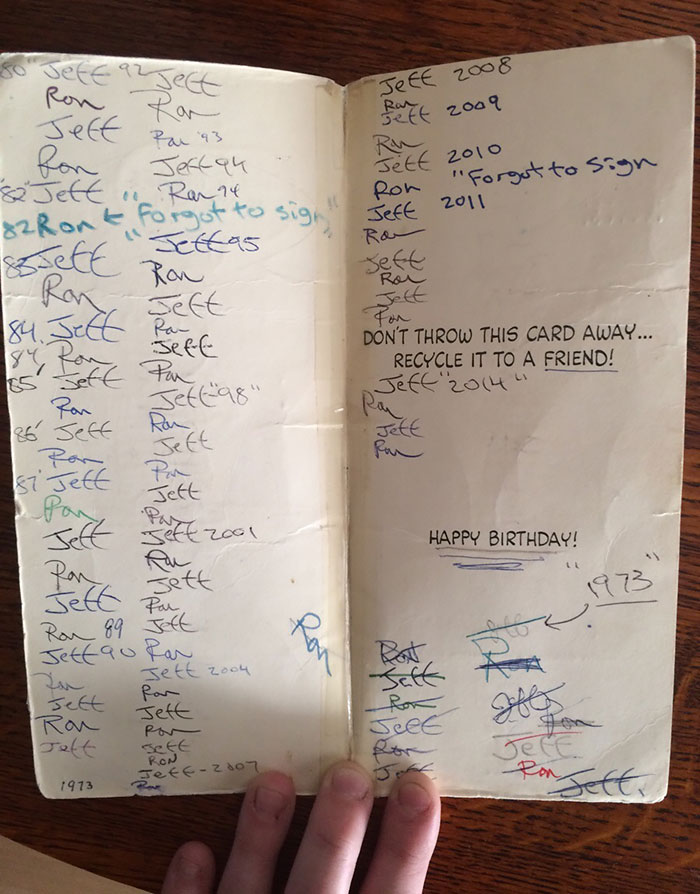 80" Jeff
Ron
Jeff
Ron
"82" Jeff
82 Ron ← "Forgot to sign"
83 Jeff
Ron
84. Jeff
84' Ron
85' Jeff
Ron
86' Jeff
Ron
87' Jeff
Ron
Jeff
Ron
Jeff
Ron 89
Jeff 90
Ron
Jeff
Ron
Jeff
1973
92 Jeff
Ron
Ron '93
Jeff 94
Ron 94
Jeff 95
Ron
Jeff
Ron
Jeff
Ron
Jeff "98"
Ron
Jeff
Ron
Jeff
Ron
Jeff 2001
Ron
Jeff
Ron
Jeff
Ron
Jeff 2004
Ron
Jeff
Ron
Jeff
RON
Jeff - 2007
Ron
Ron
Jeff 2008
Ron
Jeff 2009
Ron
Jeff 2010
Ron "Forgot to Sign
Jeff 2011
Ron
Jeff
Ron
Jeff
Ron
DON'T THROW THIS CARD AWAY...
RECYCLE IT TO A FRIEND!
Jeff "2014"
Ron
Jeff
Ron
HAPPY BIRTHDAY!
"1973"
Ron
Jeff
Ron
Jeff
Ron
Jeff
Ron
Ron
Jeff
Ron
Jeff.